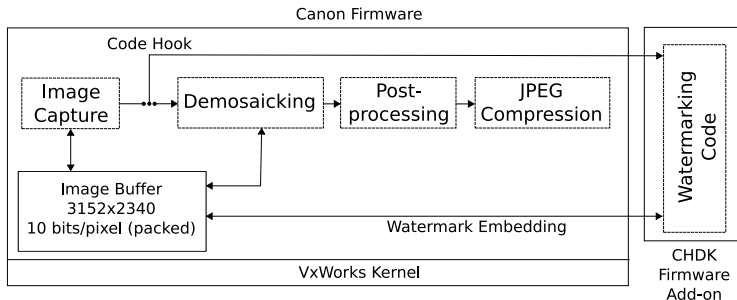 Canon Firmware
Code Hook
Image
Capture
Demosaicking
Post-
processing
JPEG
Compression
Watermarking
Code
Image Buffer
3152x2340
10 bits/pixel (packed)
Watermark Embedding
VxWorks Kernel
CHDK
Firmware
Add-on